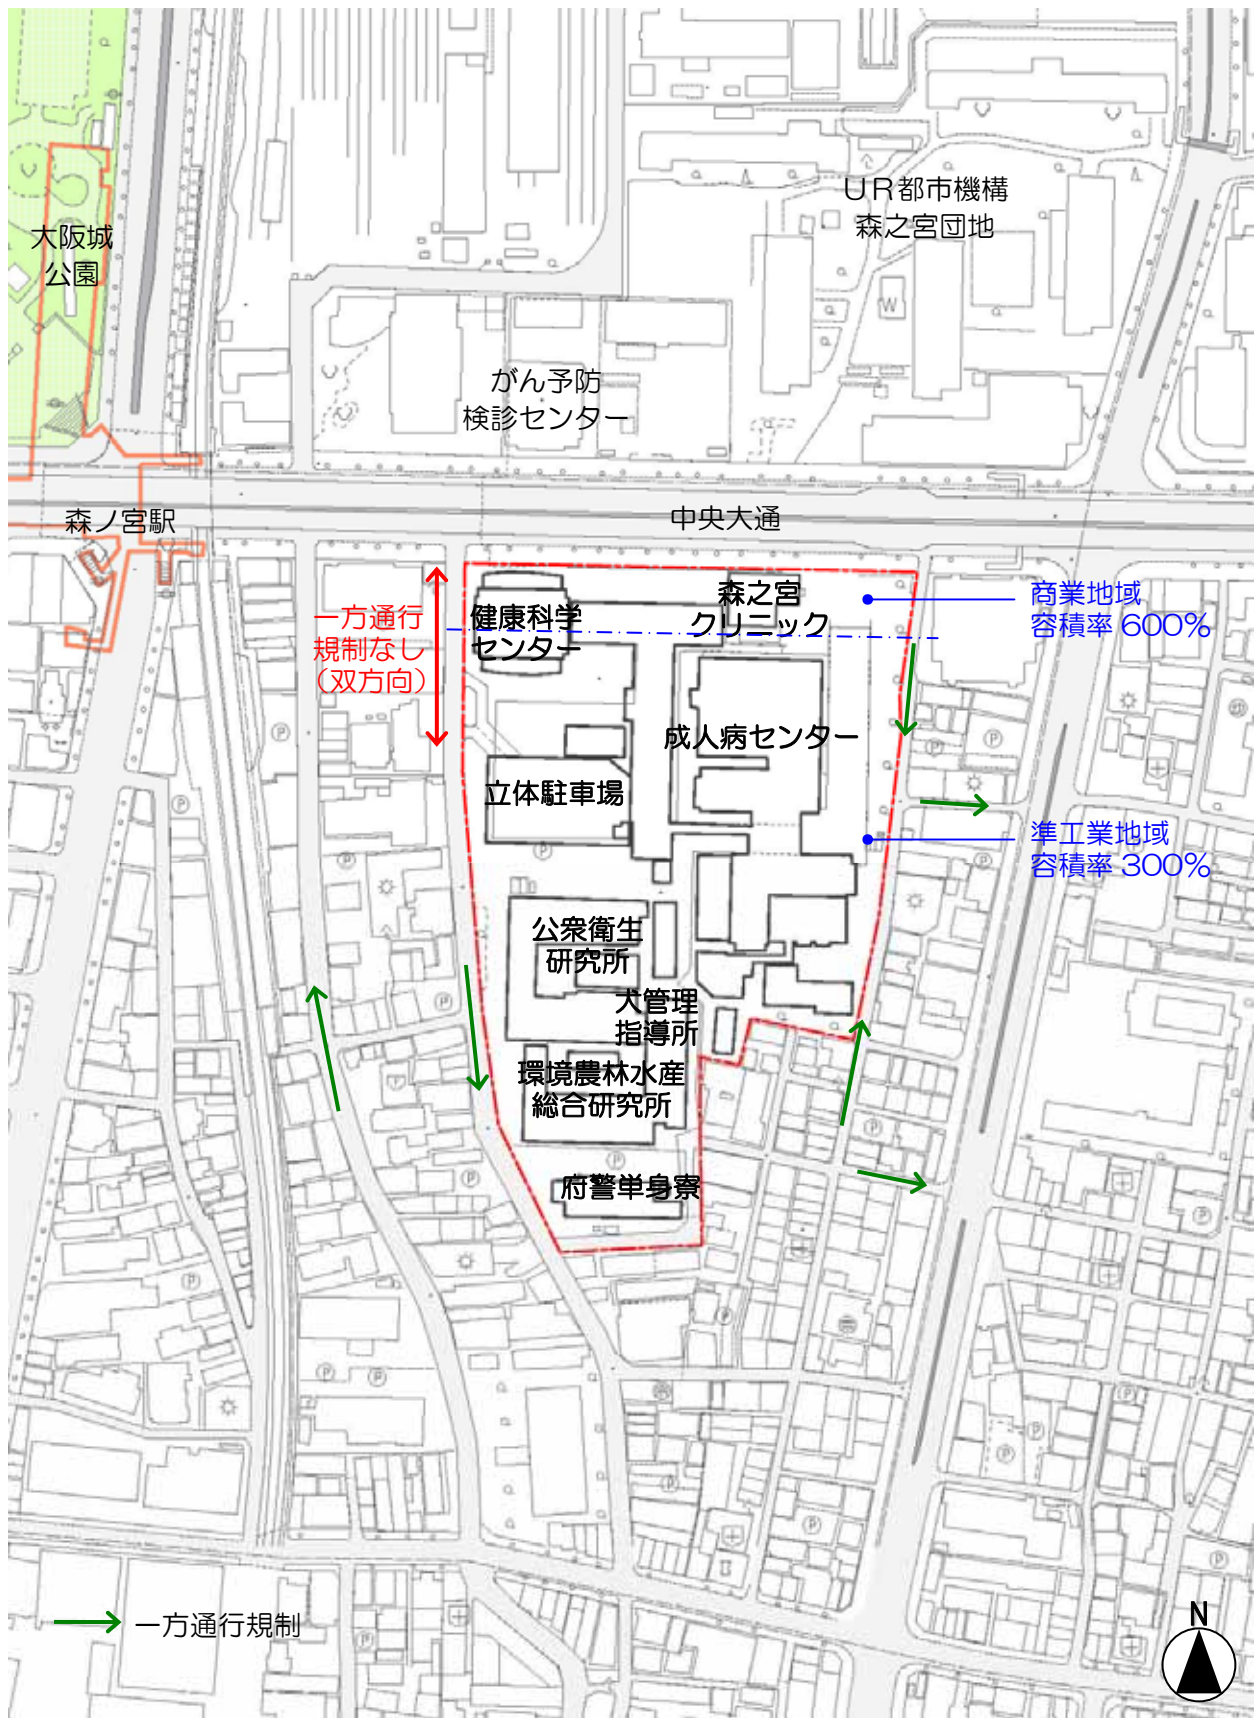 UR都市機構
森之宮団地
大阪城
公園
W
がん予防
検診センター
森ノ宮駅
中央大通
一方通行
規制なし
(双方向)
健康科学
センター
森之宮
クリニック
商業地域
容積率 600%
成人病センター
立体駐車場
準工業地域
容積率 300%
公衆衛生
研究所
犬管理
指導所
環境農林水産
総合研究所
府警単身寮
一方通行規制
N